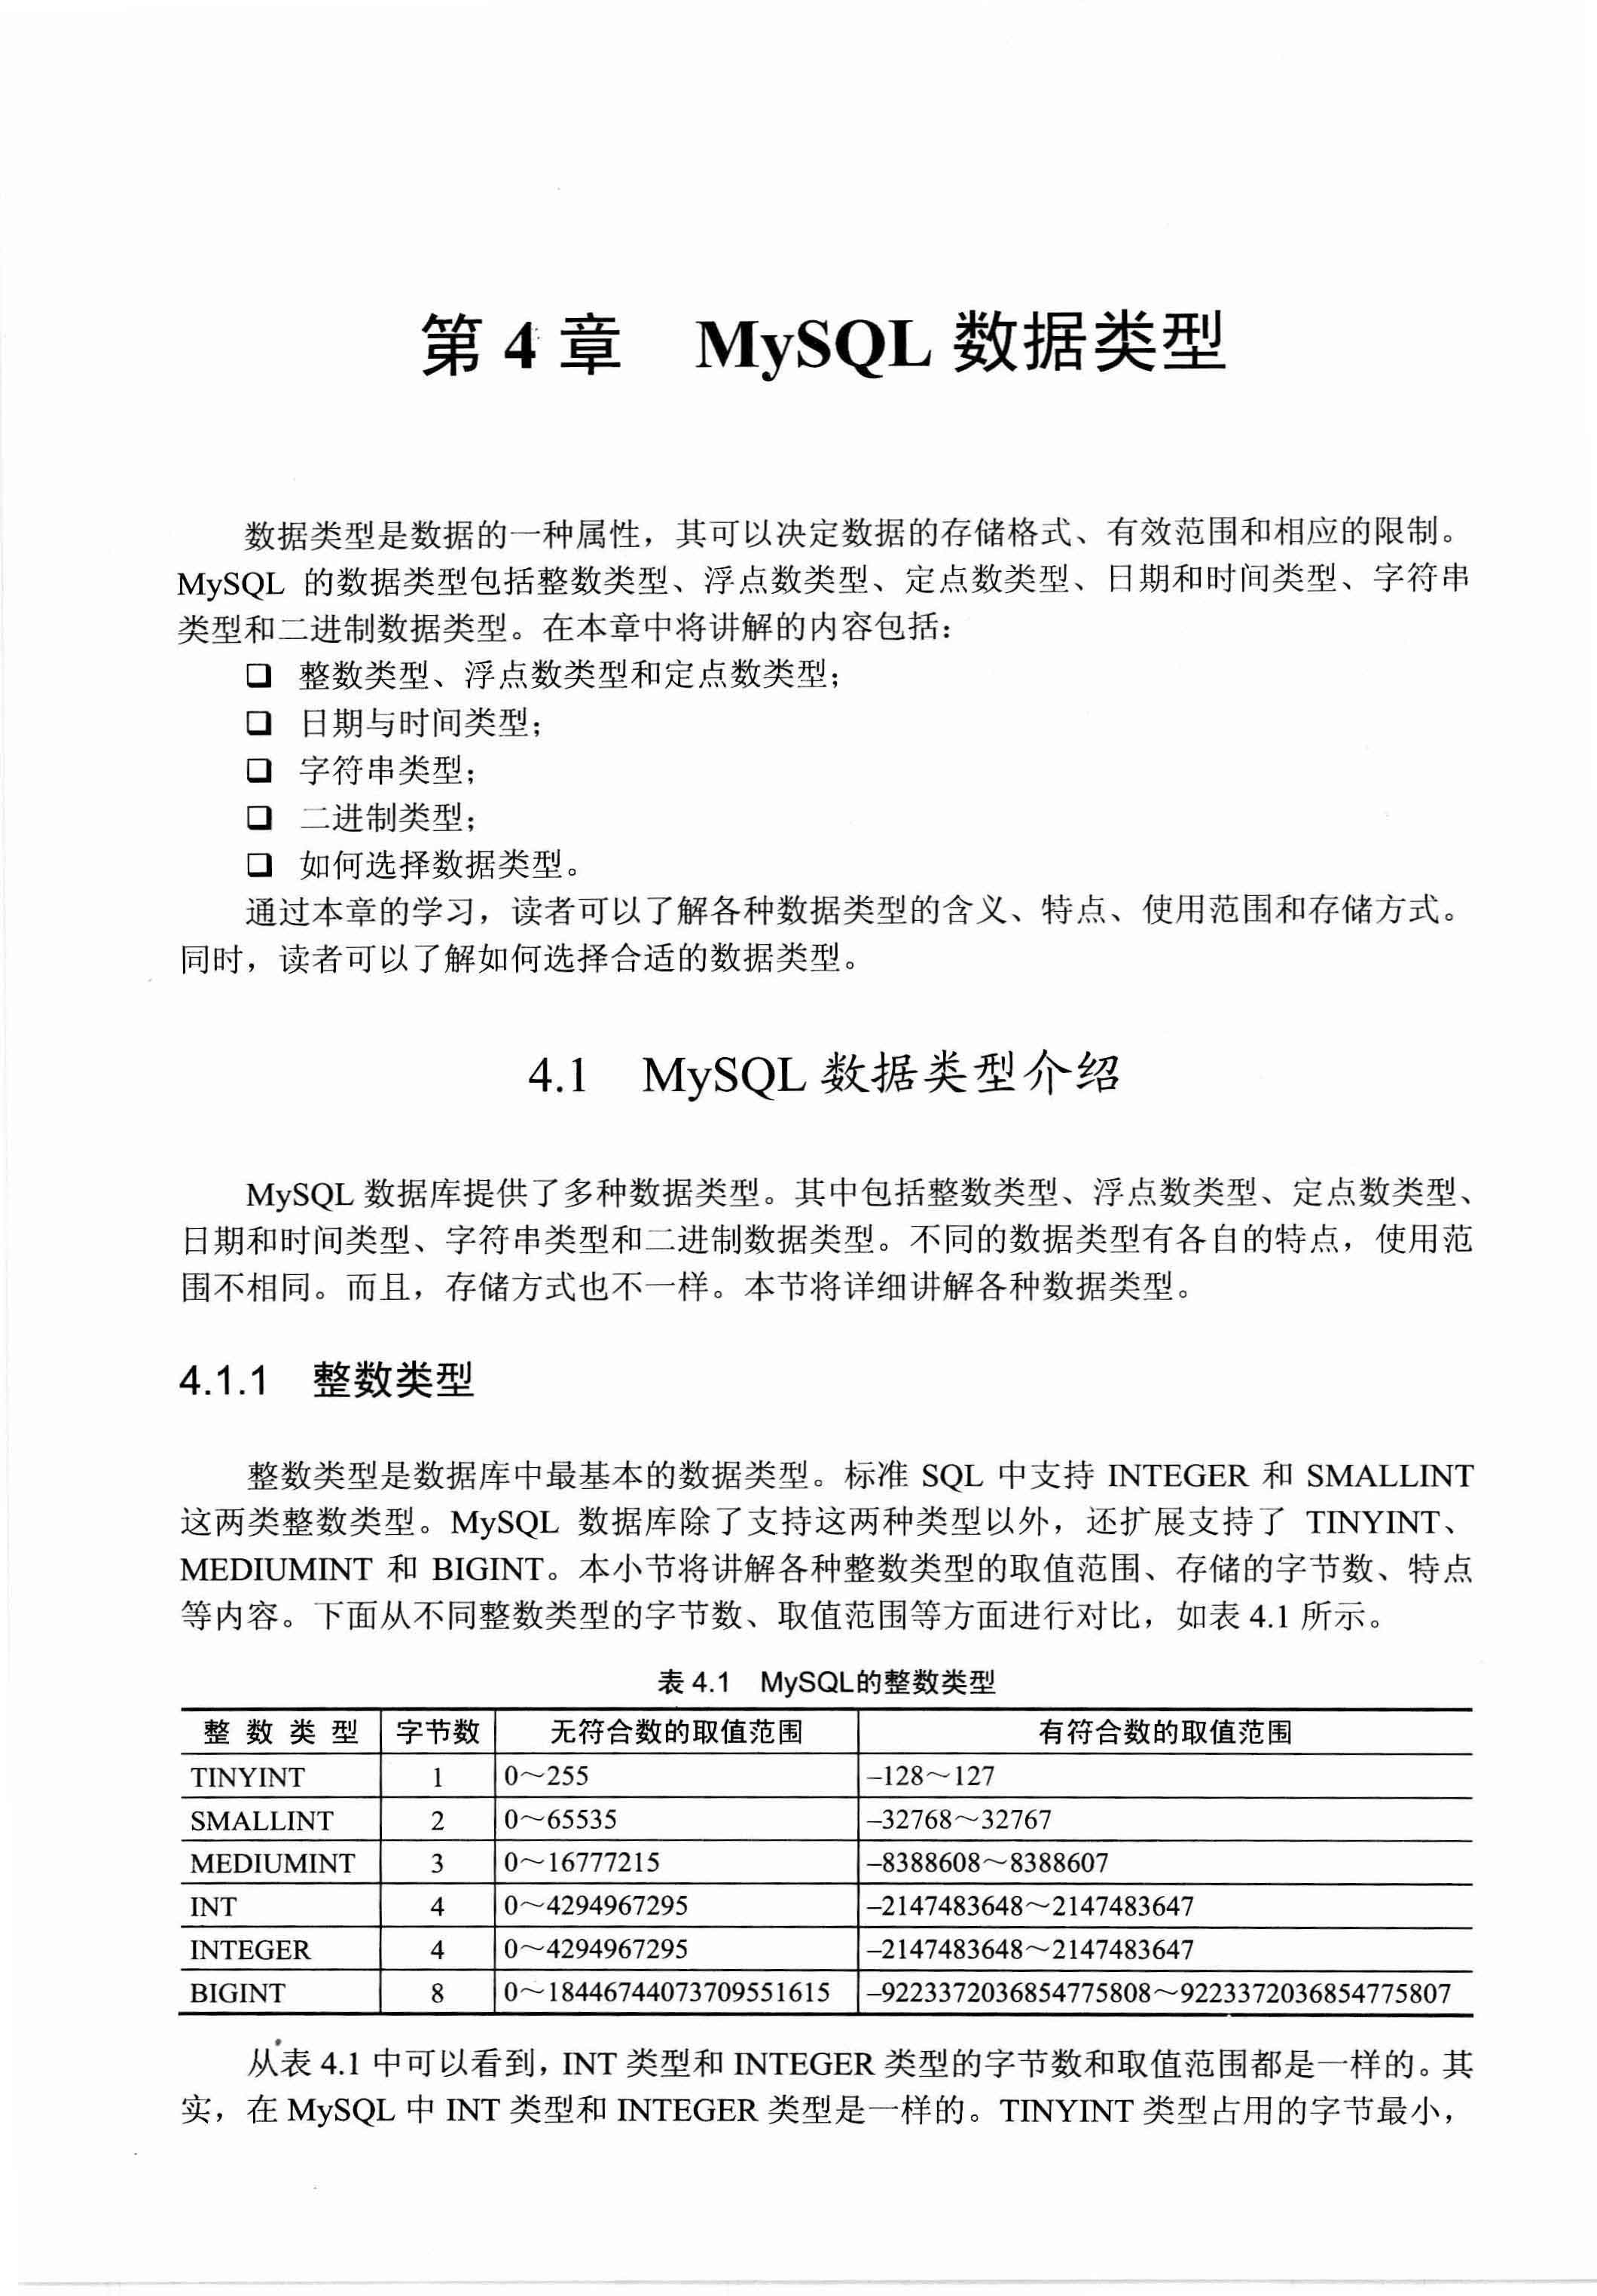 第 4 章 MySQL 数据类型
数据类型是数据的一种属性，其可以决定数据的存储格式、有效范围和相应的限制。
MySQL 的数据类型包括整数类型、浮点数类型、定点数类型、日期和时间类型、字符串
类型和二进制数据类型。在本章中将讲解的内容包括：
❑ 整数类型、浮点数类型和定点数类型；
❑ 日期与时间类型；
❑ 字符串类型；
❑ 二进制类型；
❑ 如何选择数据类型。
通过本章的学习，读者可以了解各种数据类型的含义、特点、使用范围和存储方式。
同时，读者可以了解如何选择合适的数据类型。
4.1 MySQL 数据类型介绍
MySQL 数据库提供了多种数据类型。其中包括整数类型、浮点数类型、定点数类型、
日期和时间类型、字符串类型和二进制数据类型。不同的数据类型有各自的特点，使用范
围不相同。而且，存储方式也不一样。本节将详细讲解各种数据类型。
4.1.1 整数类型
整数类型是数据库中最基本的数据类型。标准 SQL 中支持 INTEGER 和 SMALLINT
这两类整数类型。MySQL 数据库除了支持这两种类型以外，还扩展支持了 TINYINT、
MEDIUMINT 和 BIGINT。本小节将讲解各种整数类型的取值范围、存储的字节数、特点
等内容。下面从不同整数类型的字节数、取值范围等方面进行对比，如表 4.1 所示。
表 4.1 MySQL的整数类型
整 数 类 型 字节数 无符合数的取值范围 有符合数的取值范围
TINYINT 1 0～255 –128～127
SMALLINT 2 0～65535 –32768～32767
MEDIUMINT 3 0～16777215 –8388608～8388607
INT 4 0～4294967295 –2147483648～2147483647
INTEGER 4 0～4294967295 –2147483648～2147483647
BIGINT 8 0～18446744073709551615 –9223372036854775808～9223372036854775807
从表 4.1 中可以看到，INT 类型和 INTEGER 类型的字节数和取值范围都是一样的。其
实，在 MySQL 中 INT 类型和 INTEGER 类型是一样的。TINYINT 类型占用的字节最小，